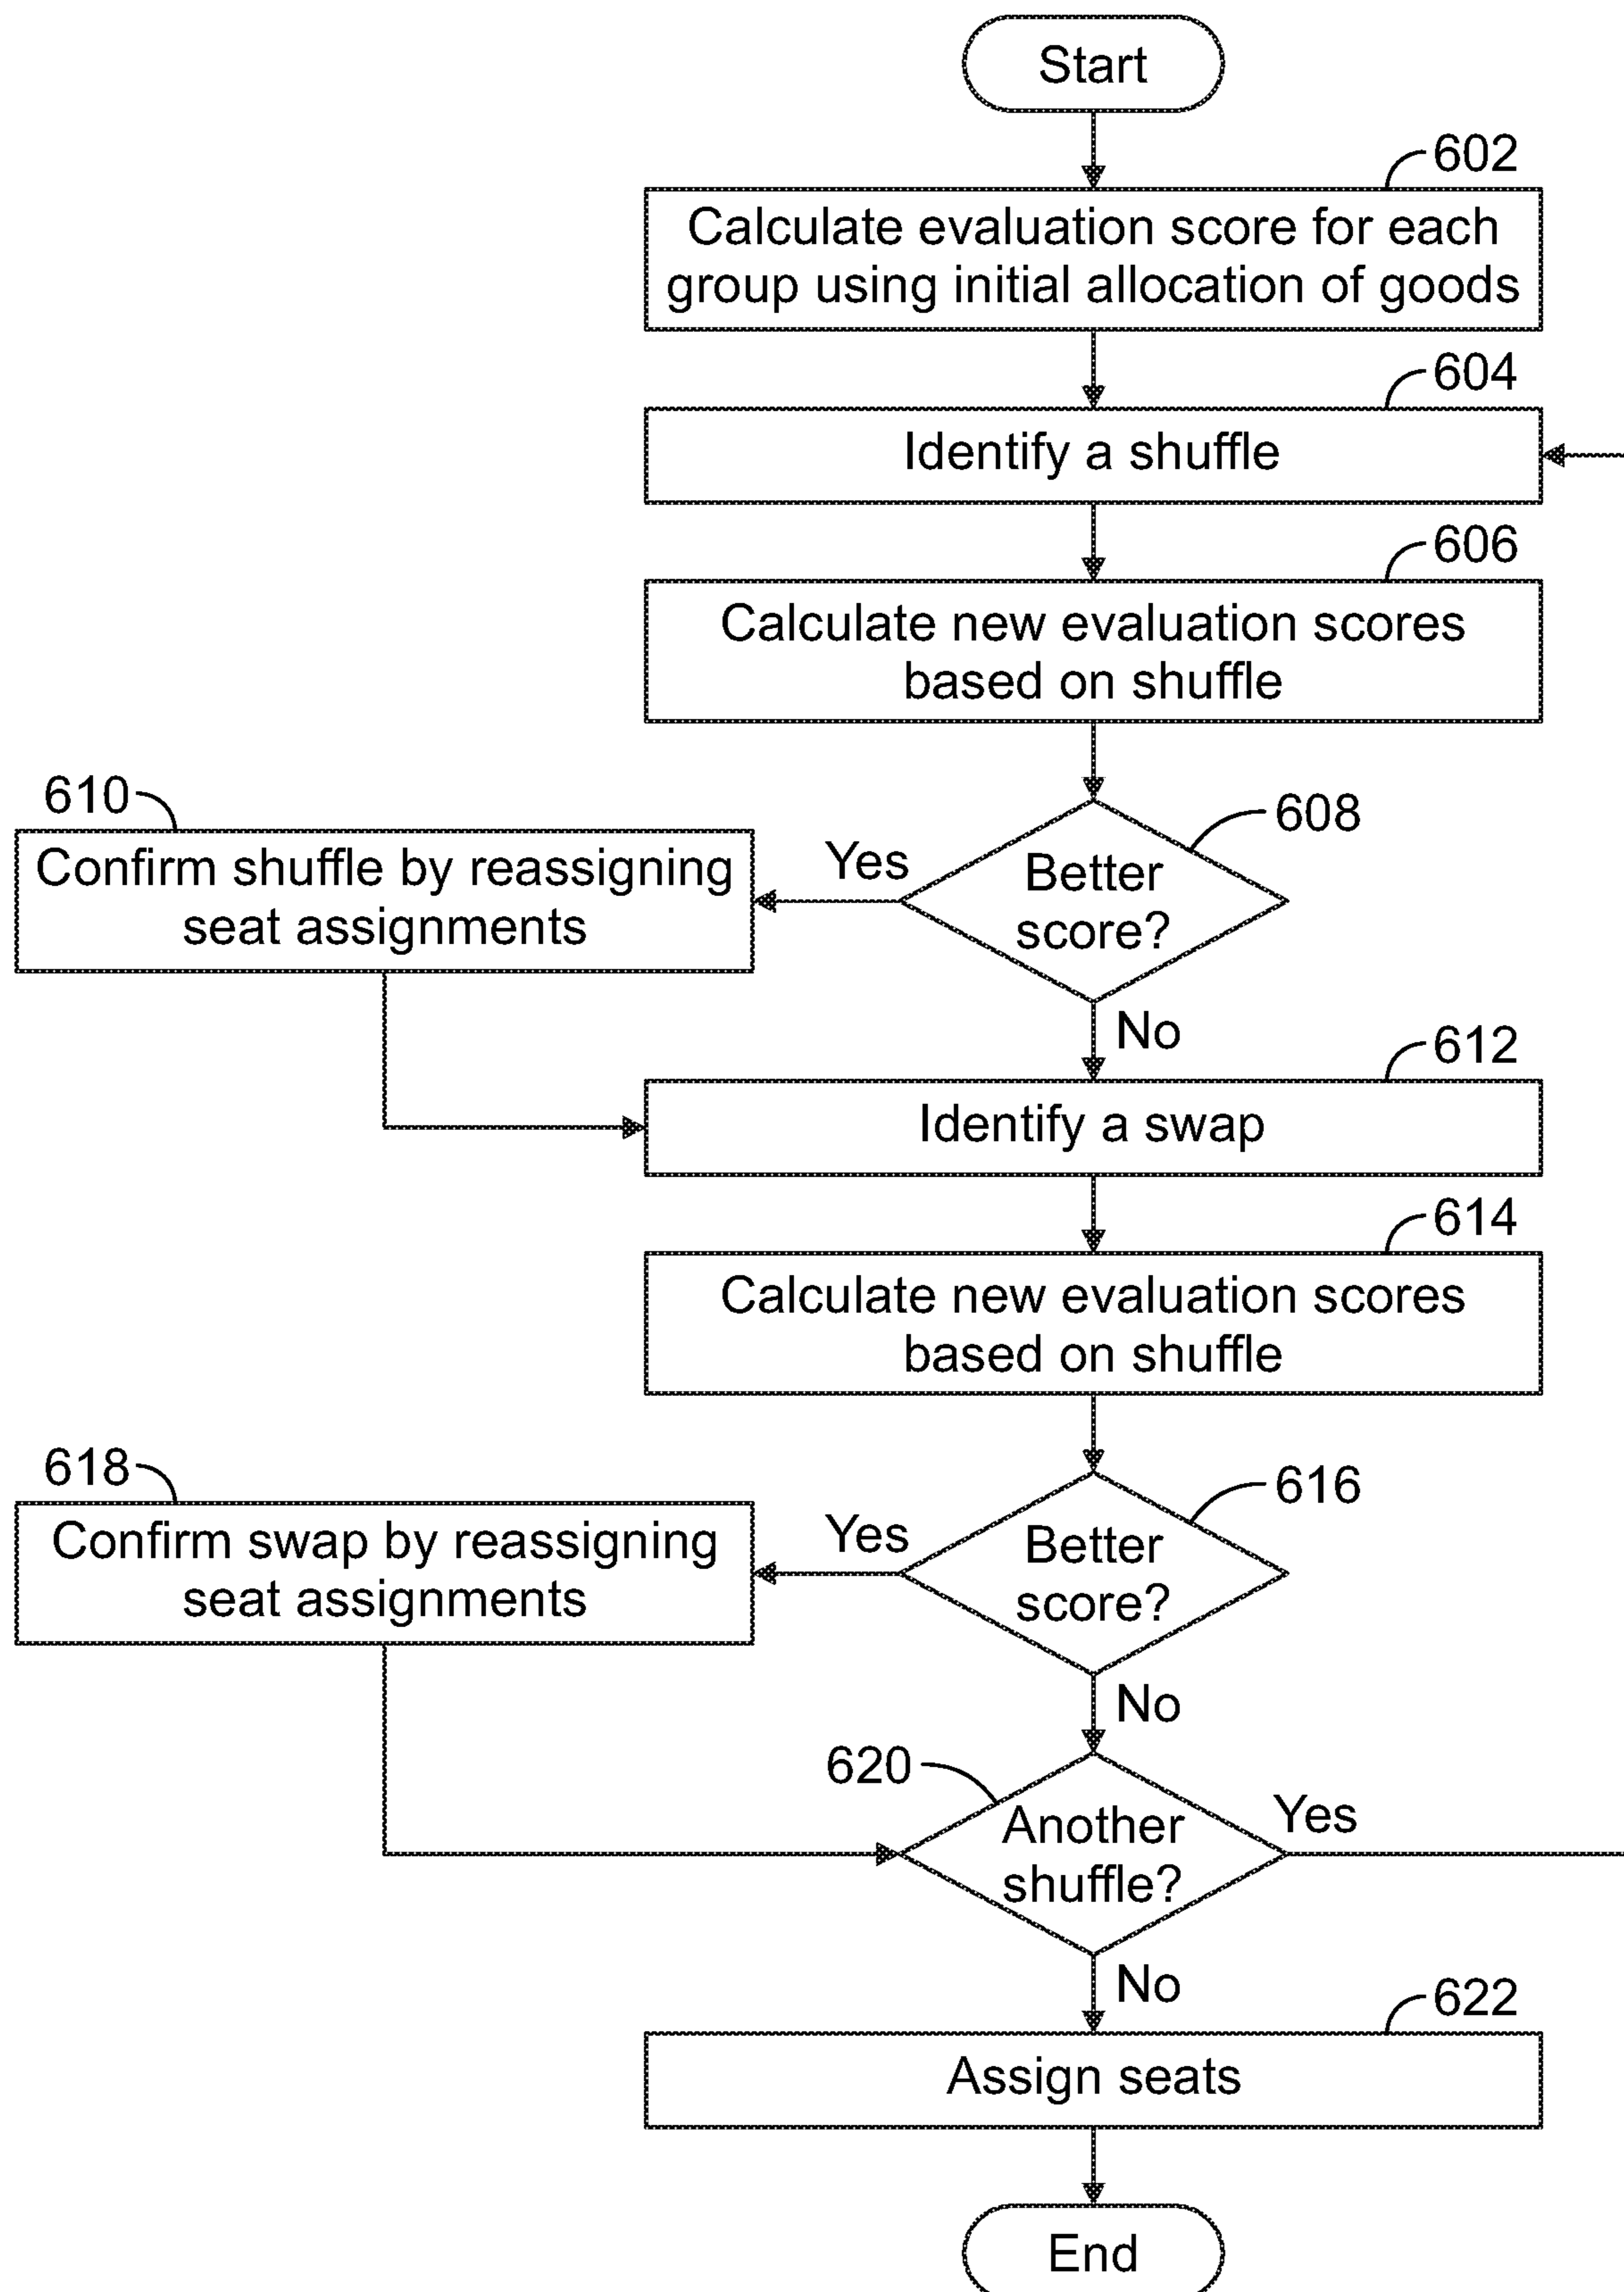 Start
602
Calculate evaluation score for each
group using initial allocation of goods
604
Identify a shuffle
606
Calculate new evaluation scores
based on shuffle
608
Better
score?
Yes
610
Confirm shuffle by reassigning
seat assignments
No
612
Identify a swap
614
Calculate new evaluation scores
based on shuffle
616
Better
score?
Yes
618
Confirm swap by reassigning
seat assignments
No
620
Another
shuffle?
Yes
No
622
Assign seats
End